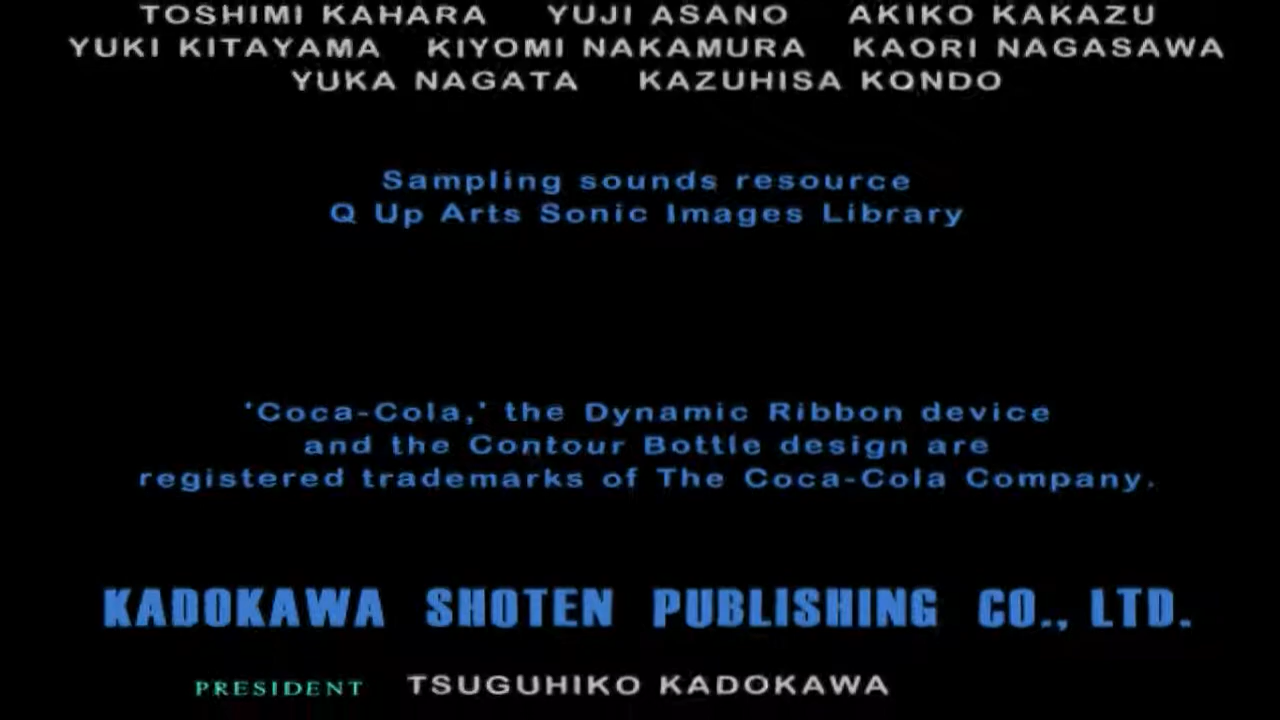 TOSHIMI KAHARA YUJI ASANO AKIKO KAKAZU
YUKI KITAYAMA KIYOMI NAKAMURA KAORI NAGASAWA
YUKA NAGATA KAZUHISA KONDO
Sampling sounds resource
Q Up Arts Sonic Images Library
'Coca-Cola,' the Dynamic Ribbon device
and the Contour Bottle design are
registered trademarks of The Coca-Cola Company.
KADOKAWA SHOTEN PUBLISHING CO., LTD.
PRESIDENT TSUGUHIKO KADOKAWA